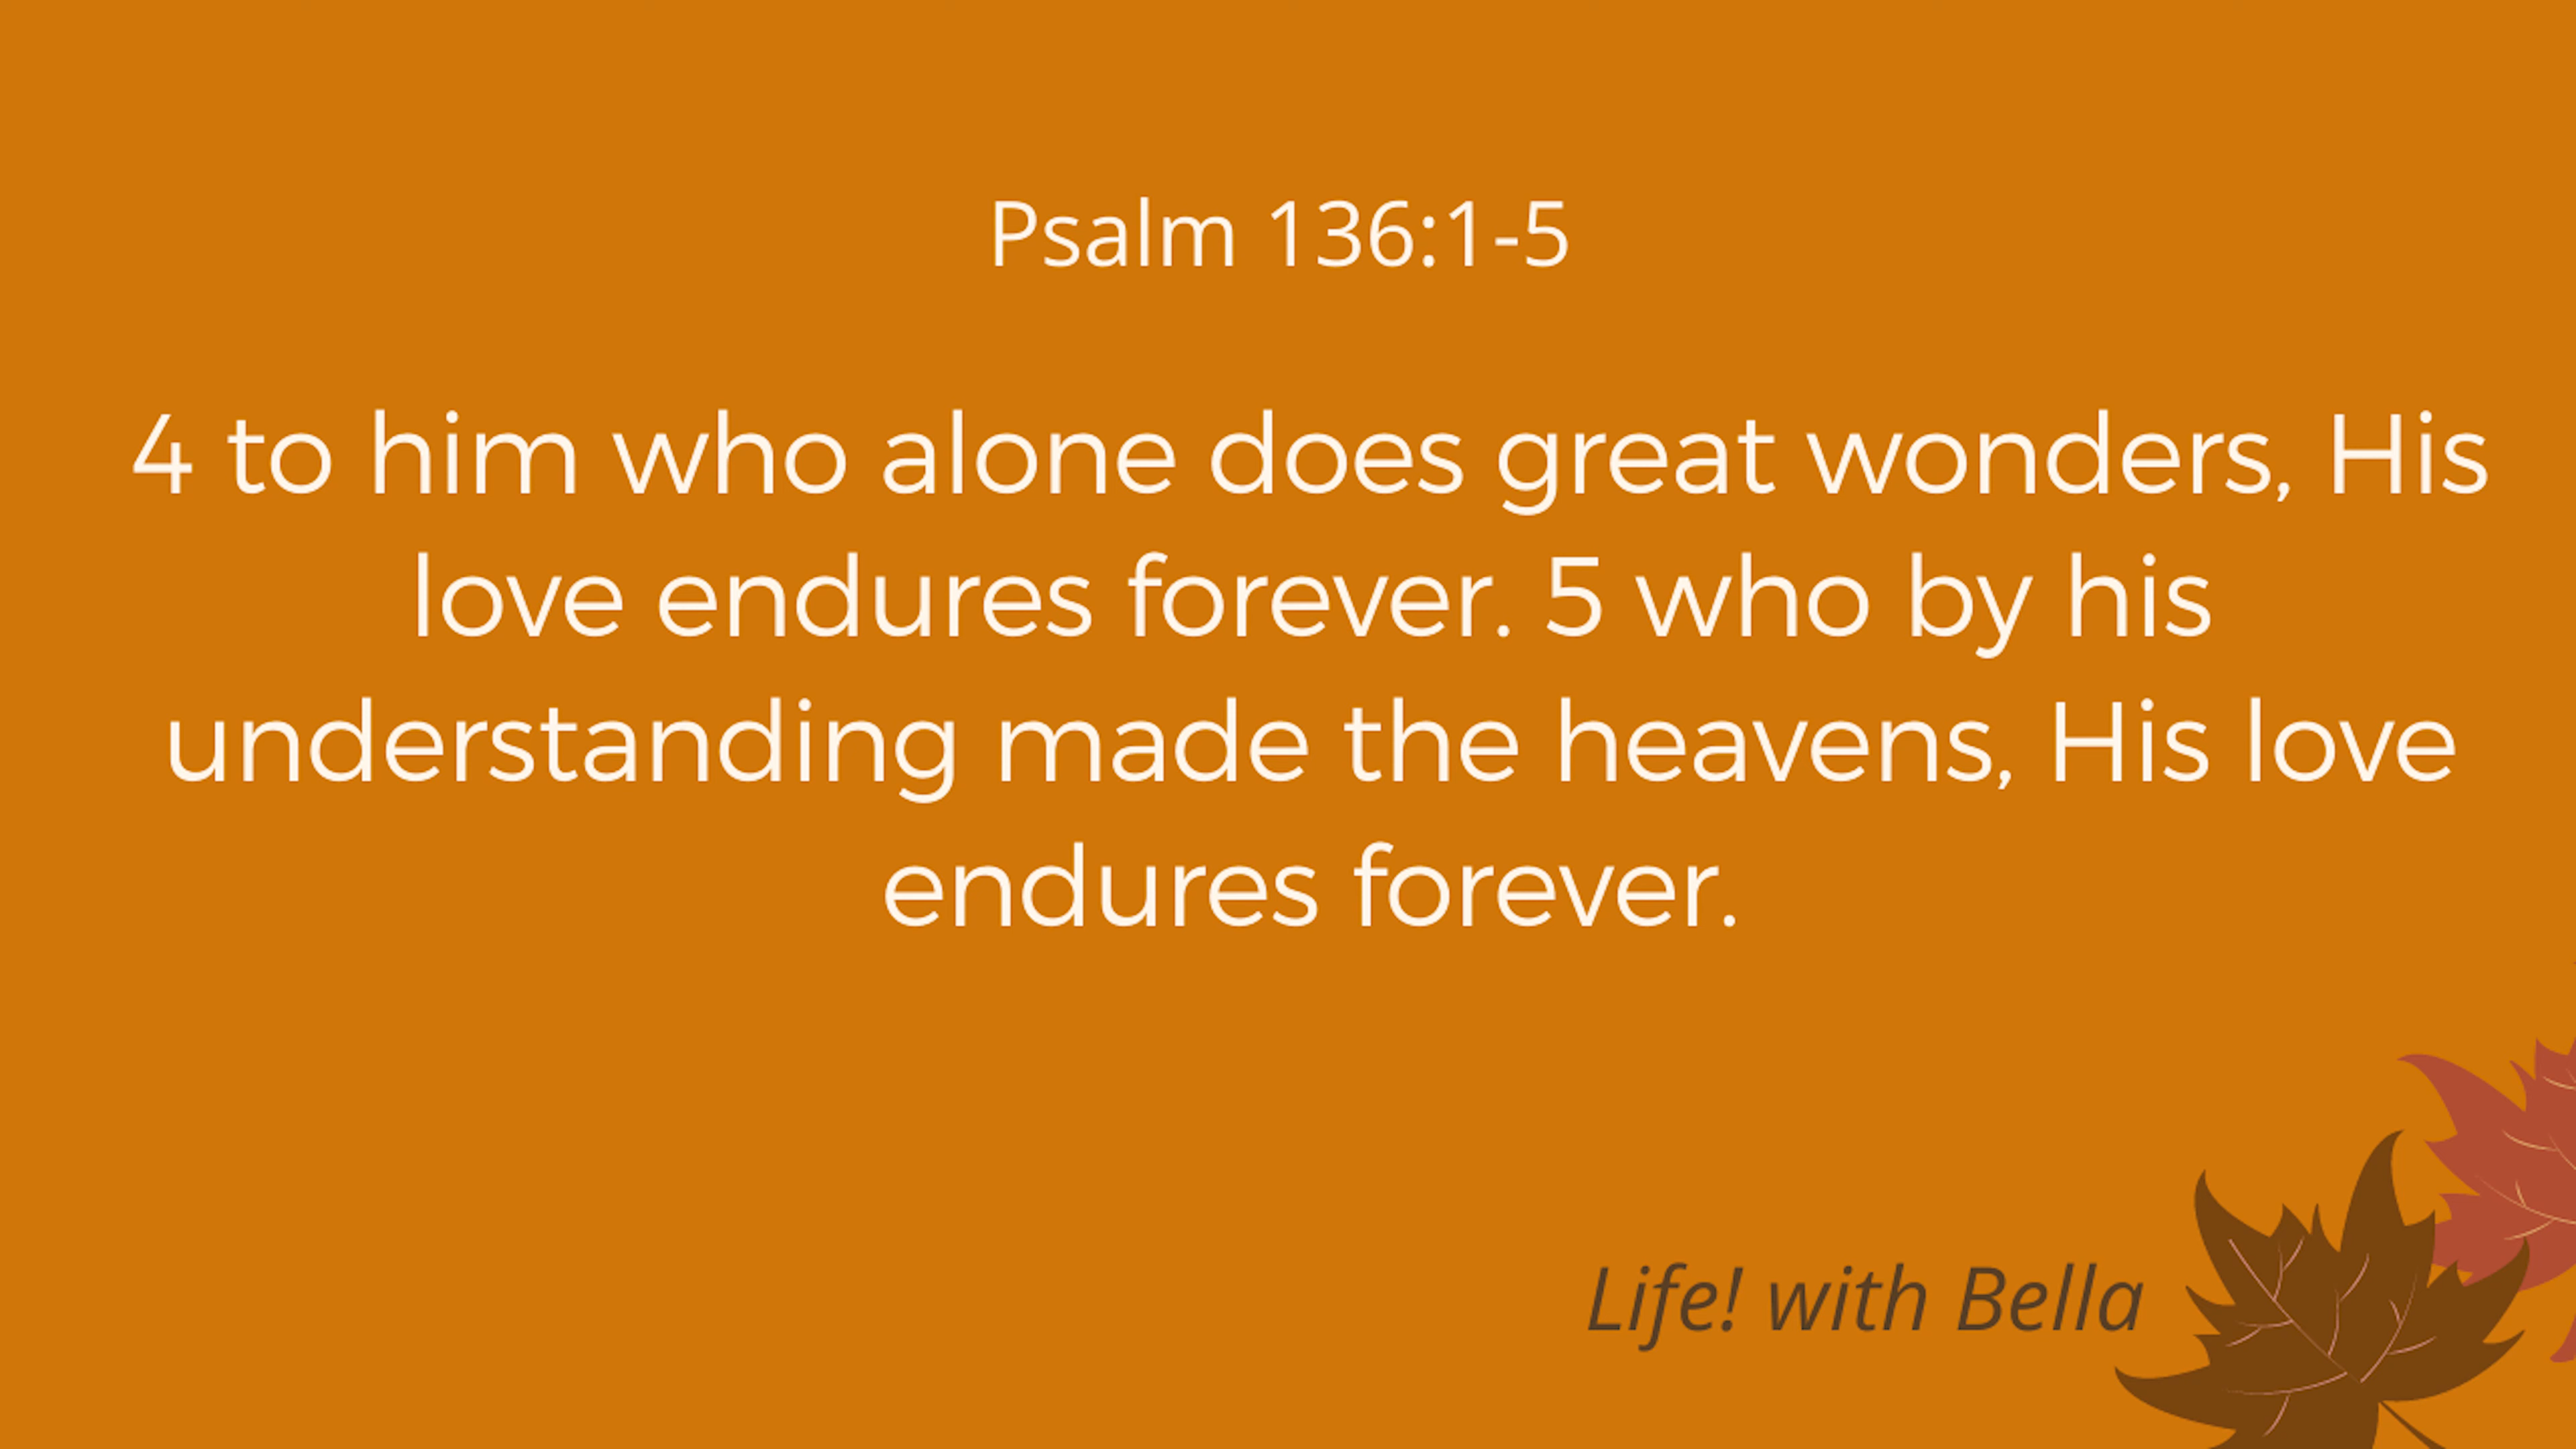 Psalm 136:1-5
4 to him who alone does great wonders, His
love endures forever. 5 who by his
understanding made the heavens, His love
endures forever.
Life! with Bella